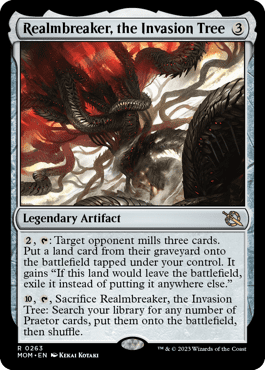 Realmbreaker, the Invasion Tree 3
Legendary Artifact
2, T: Target opponent mills three cards.
Put a land card from their graveyard onto
the battlefield tapped under your control. It
gains “If this land would leave the battlefield,
exile it instead of putting it anywhere else.”
10, T, Sacrifice Realmbreaker, the Invasion
Tree: Search your library for any number of
Praetor cards, put them onto the battlefield,
then shuffle.
R 0263
MOM • EN Kekai Kotaki
™ & © 2023 Wizards of the Coast